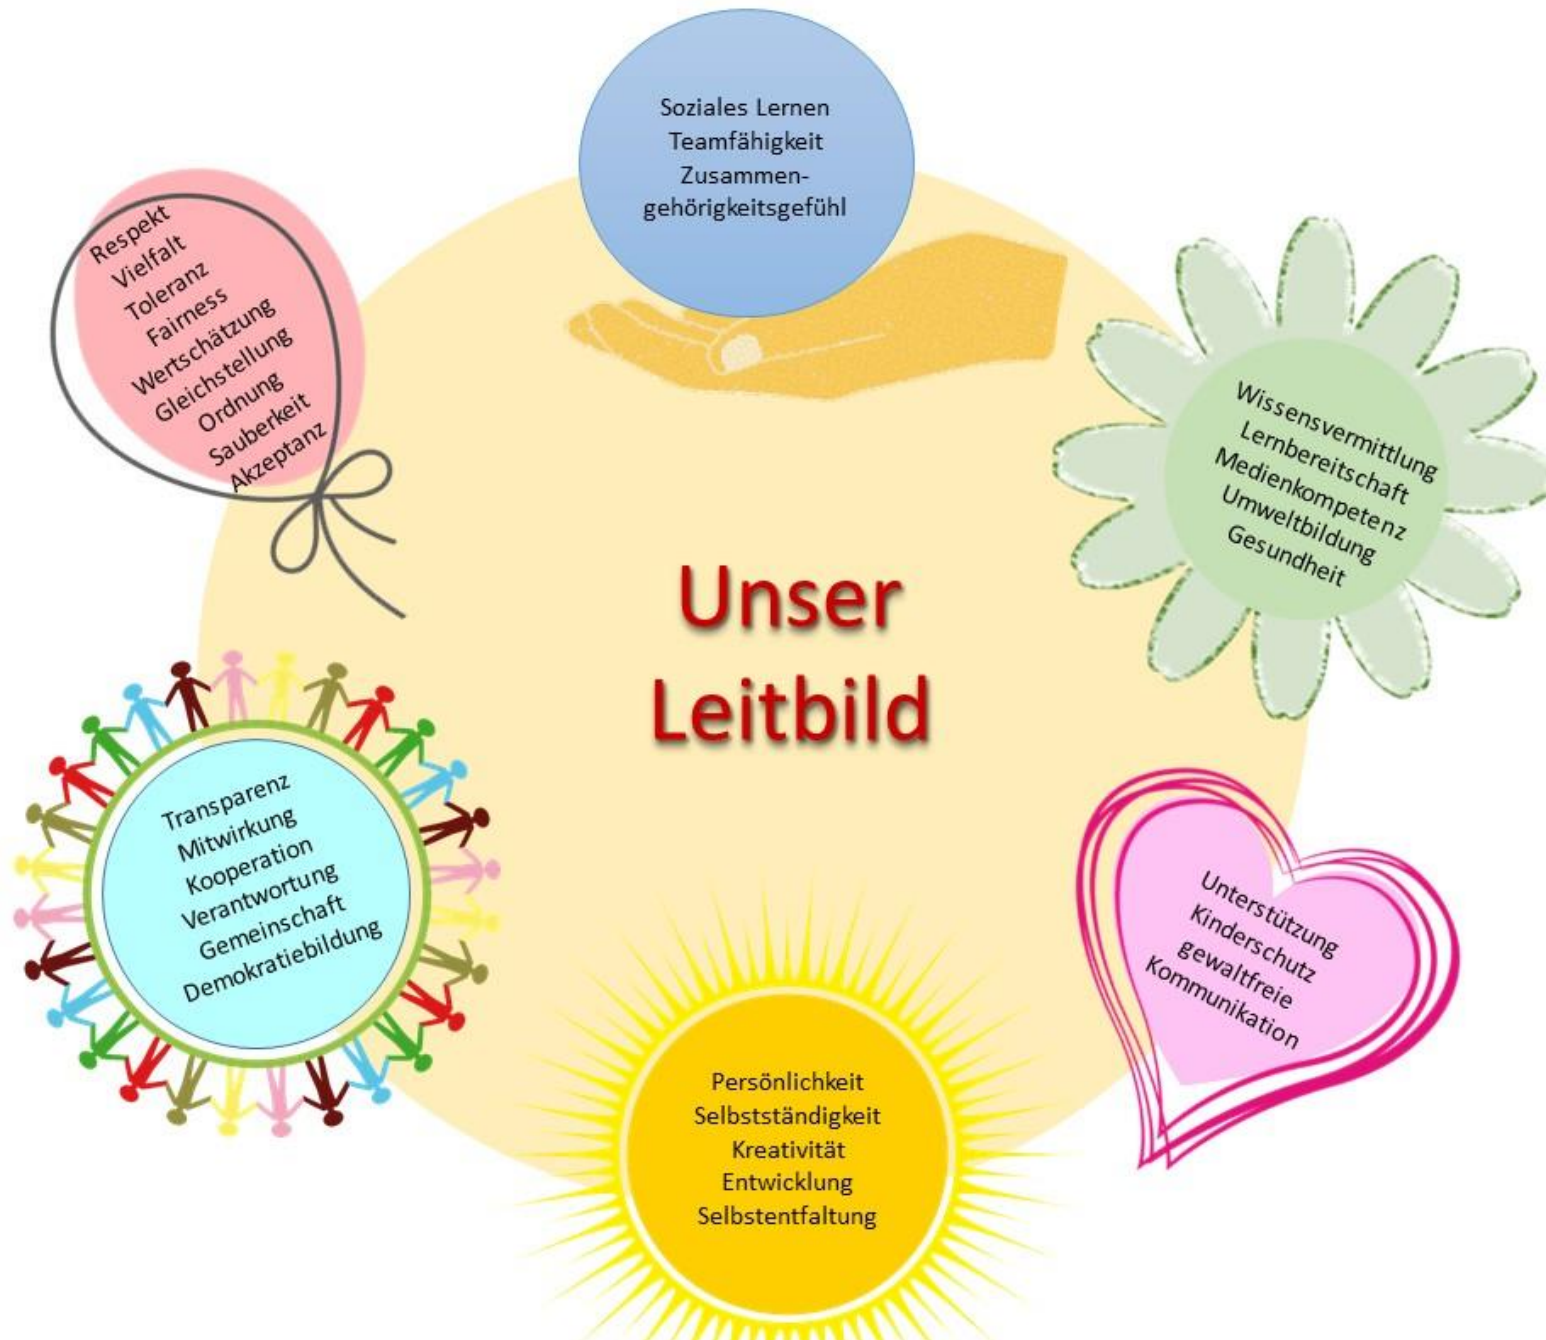 Soziales Lernen
Teamfähigkeit
Zusammen-
gehörigkeitsgefühl
Respekt
Vielfalt
Toleranz
Fairness
Wertschätzung
Gleichstellung
Ordnung
Sauberkeit
Akzeptanz
Wissensvermittlung
Lernbereitschaft
Medienkompetenz
Umweltbildung
Gesundheit
Unser
Leitbild
Transparenz
Mitwirkung
Kooperation
Verantwortung
Gemeinschaft
Demokratiebildung
Unterstützung
Kinderschutz
gewaltfreie
Kommunikation
Persönlichkeit
Selbstständigkeit
Kreativität
Entwicklung
Selbstentfaltung